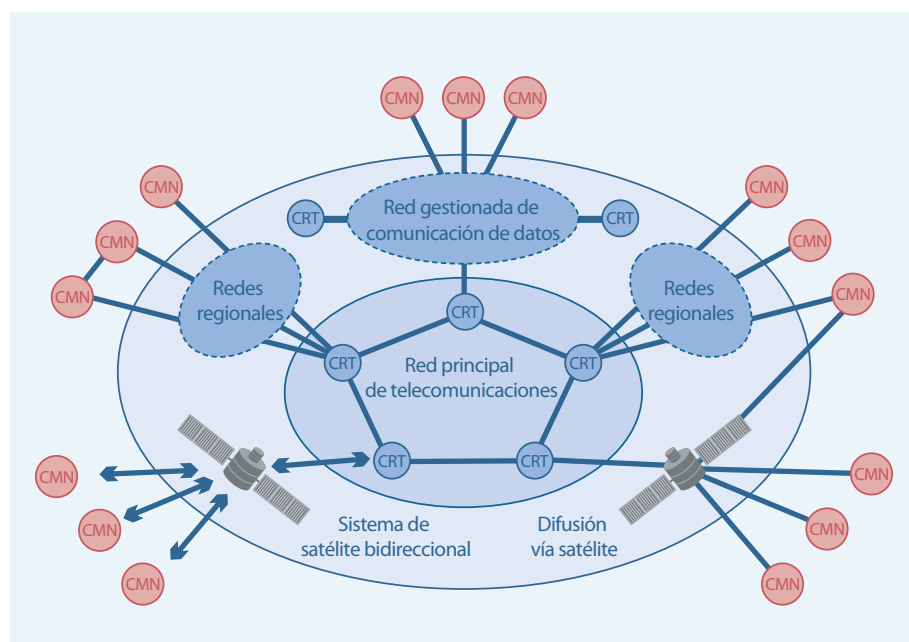 CMN
CMN
CMN
CMN
CMN
CRT
Red gestionada de
comunicación de datos
CRT
CMN
CMN
CMN
CMN
Redes
regionales
Redes
regionales
CRT
CRT
Red principal
de telecomunicaciones
CRT
CRT
CRT
CMN
CMN
CMN
Sistema de
satélite bidireccional
Difusión
vía satélite
CMN
CMN
CMN